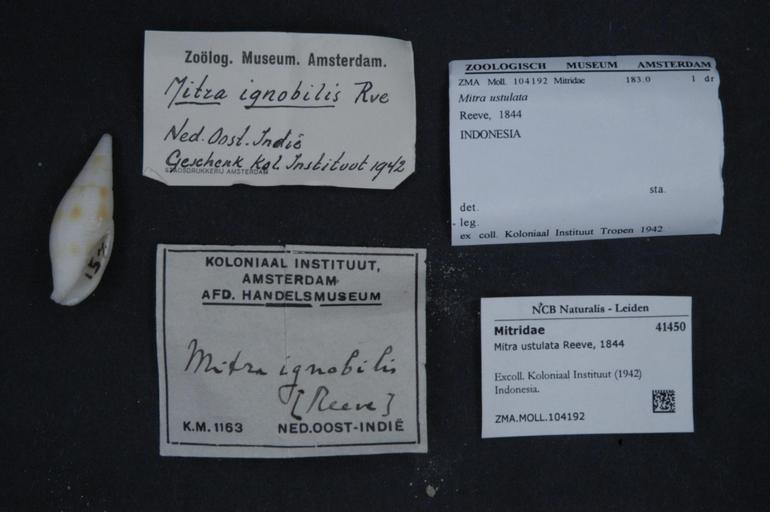 Zoölog. Museum. Amsterdam.
Mitra ignobilis Rve
Ned. Oost. Indië
Geschenk Kol. Instituut 1942
STADSDRUKKERIJ AMSTERDAM
ZOOLOGISCH MUSEUM AMSTERDAM
ZMA Moll. 104192 Mitridae 183.0 1 dr
Mitra ustulata
Reeve, 1844
INDONESIA
sta.
det.
leg.
ex coll. Koloniaal Instituut Tropen 1942
157
KOLONIAAL INSTITUUT,
AMSTERDAM
AFD. HANDELSMUSEUM
Mitra ignobilis
[Reeve]
K.M. 1163 NED. OOST-INDIË
NCB Naturalis - Leiden
Mitridae 41450
Mitra ustulata Reeve, 1844
Excoll. Koloniaal Instituut (1942)
Indonesia.
ZMA.MOLL.104192